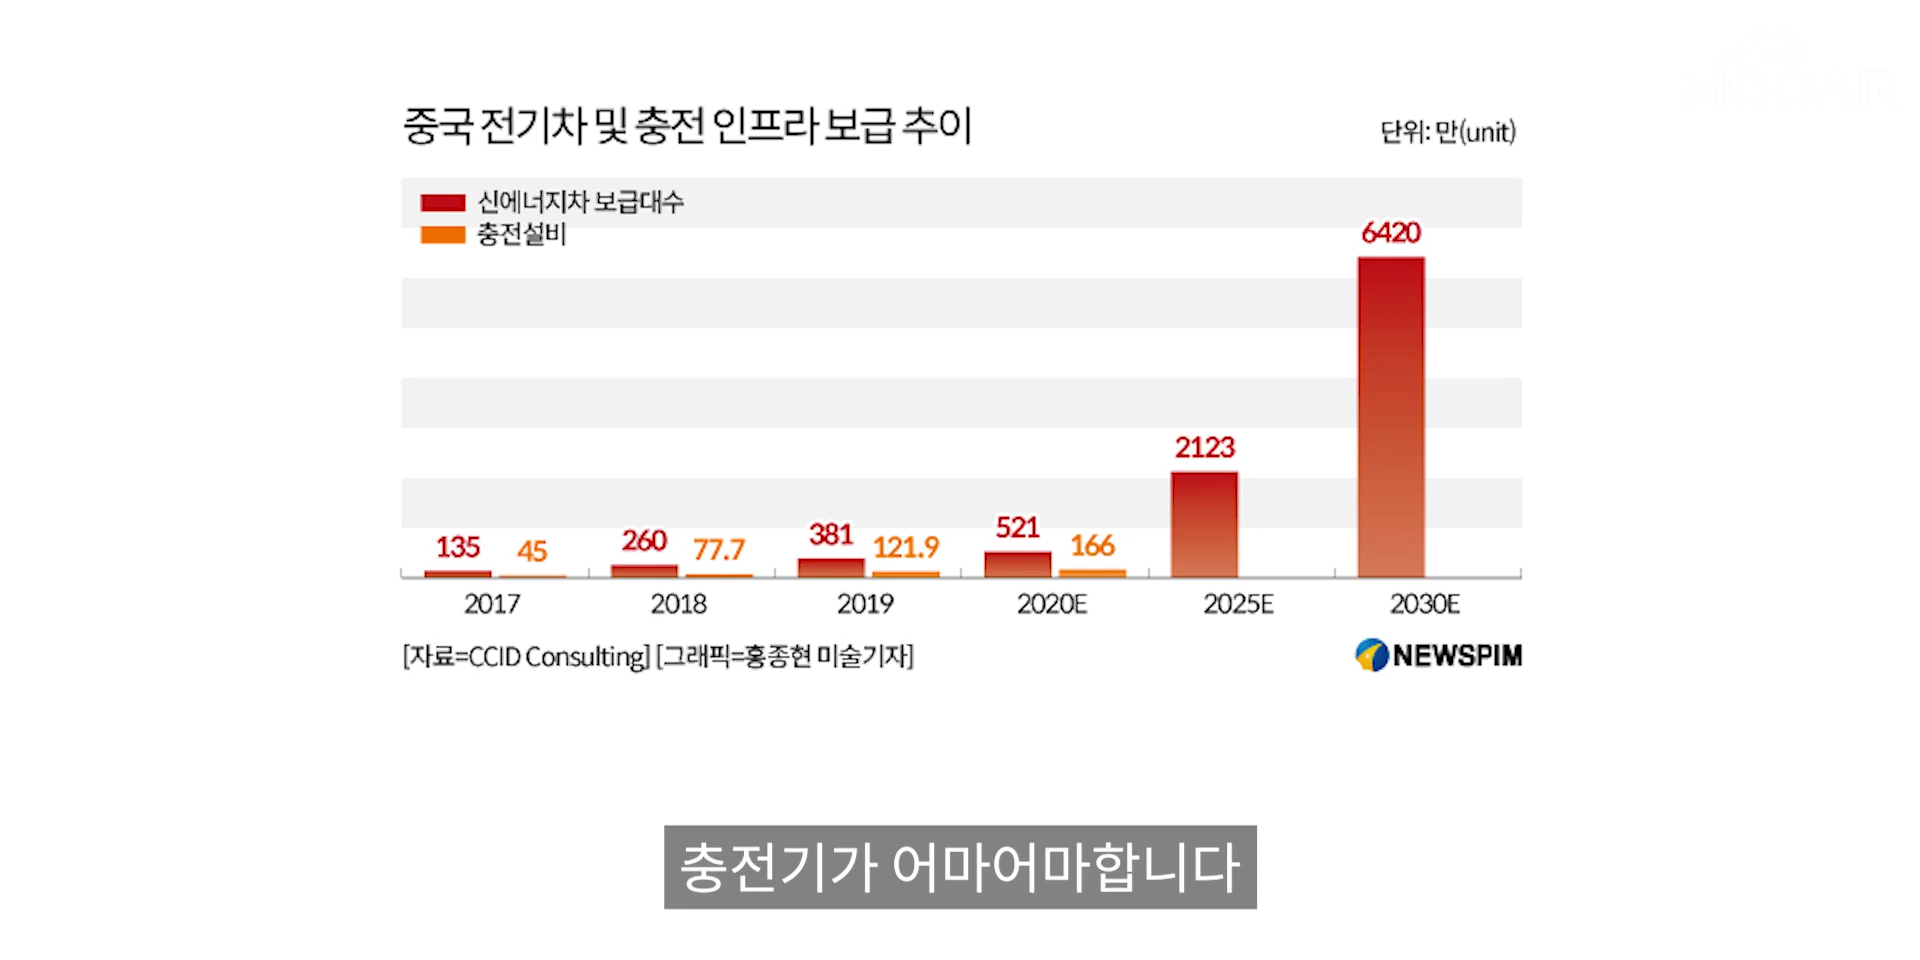 중국 전기차 및 충전 인프라 보급 추이
단위: 만(unit)
신에너지차 보급대수
충전설비
135 45 260 77.7 381 121.9 521 166 2123 6420
2017 2018 2019 2020E 2025E 2030E
[자료=CCID Consulting] [그래픽=홍종현 미술기자]
NEWSPIM
충전기가 어마어마합니다